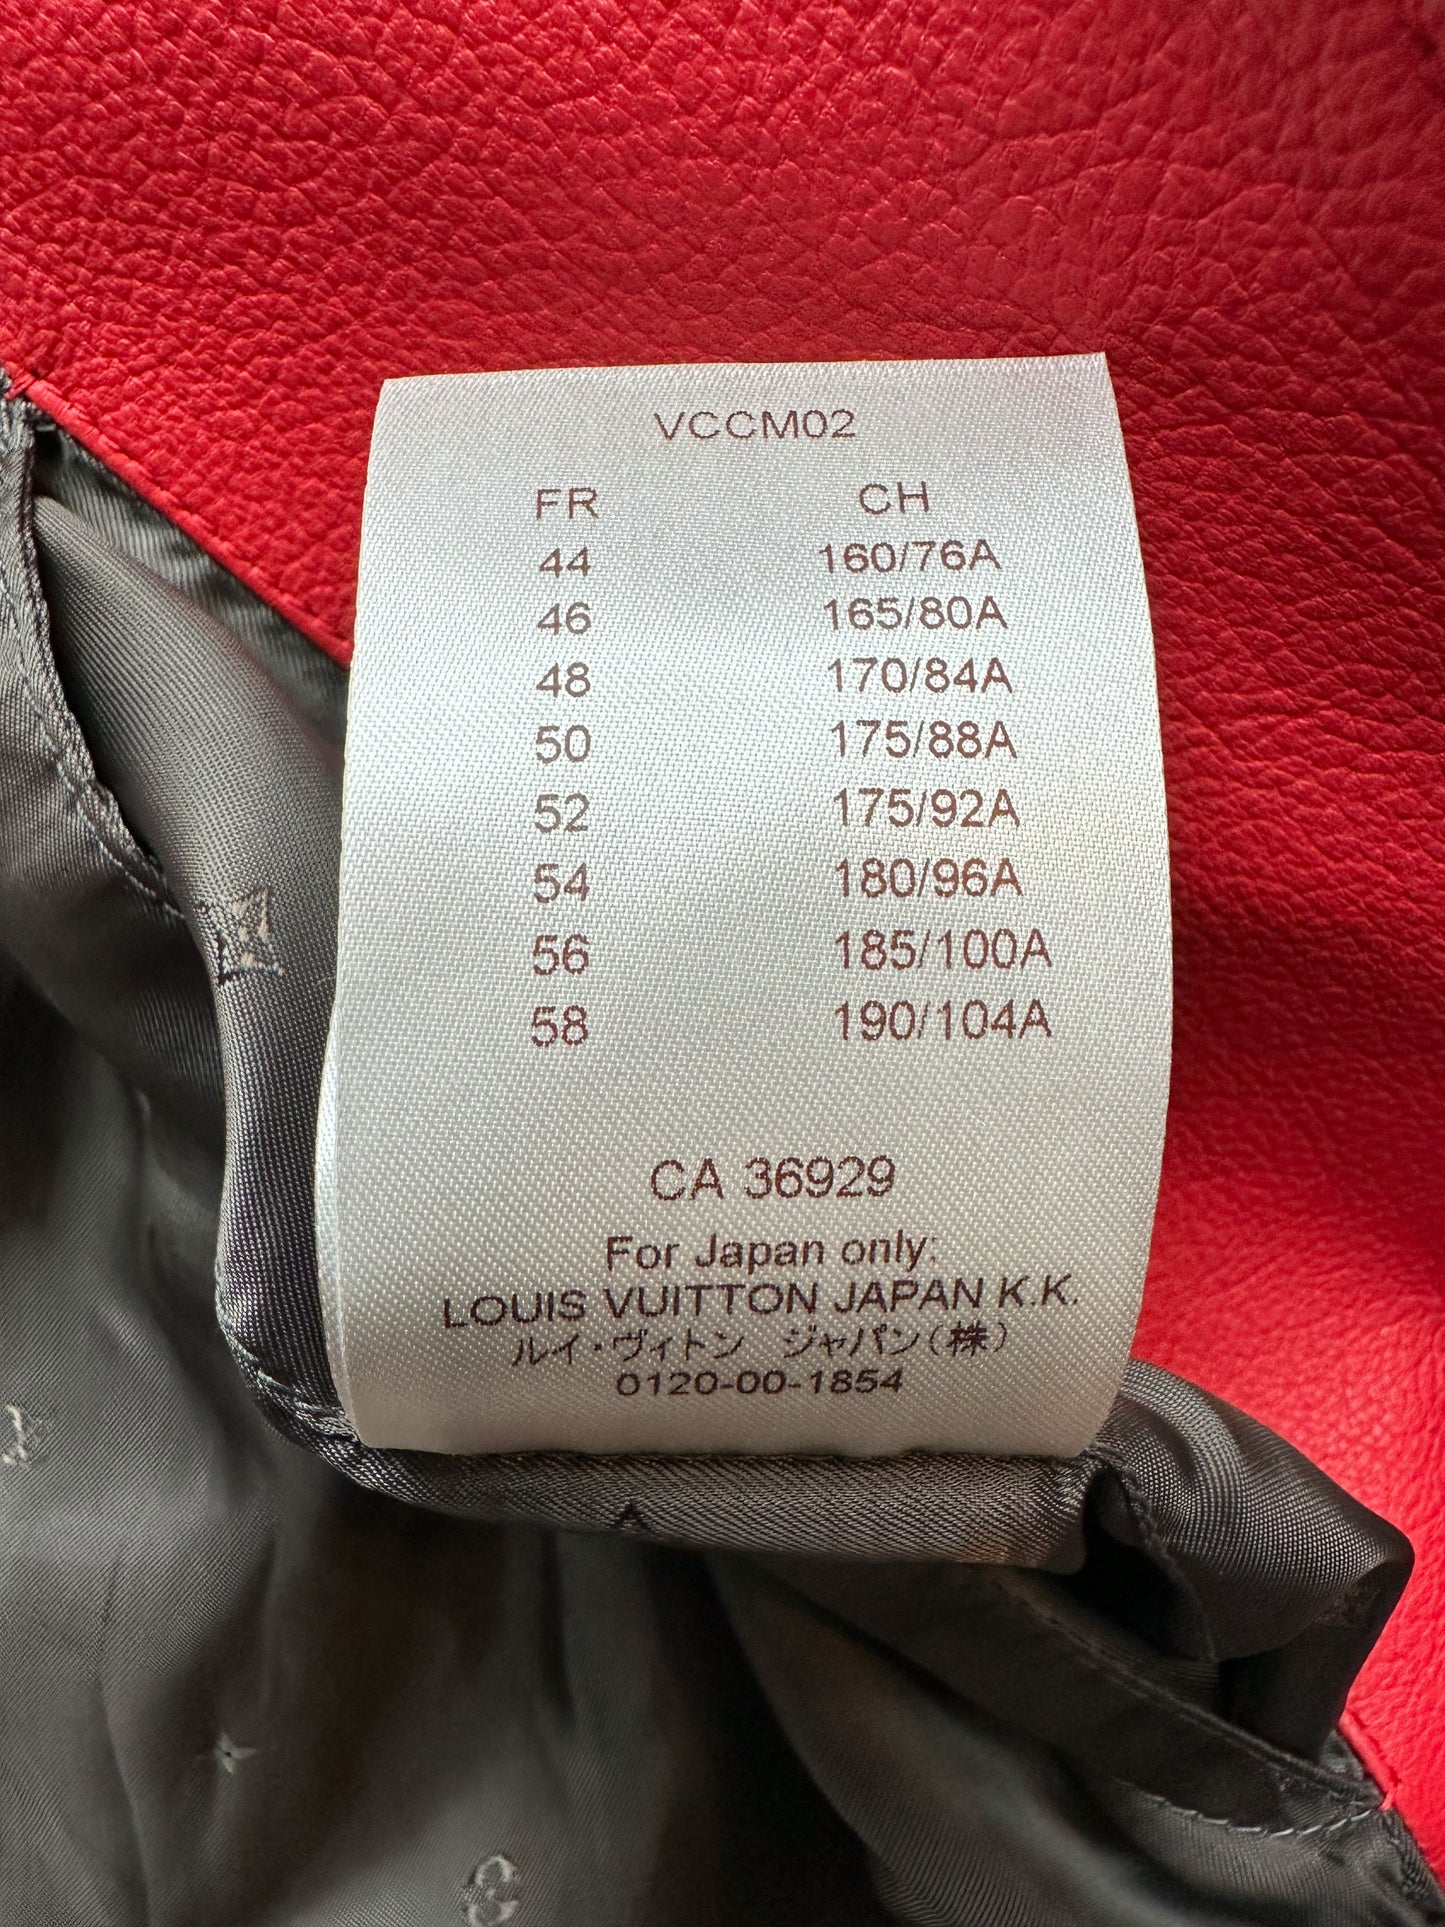 VCCM02
FR CH
44 160/76A
46 165/80A
48 170/84A
50 175/88A
52 175/92A
54 180/96A
56 185/100A
58 190/104A
CA 36929
For Japan only:
LOUIS VUITTON JAPAN K.K.
ルイ・ヴィトン ジャパン(株)
0120-00-1854